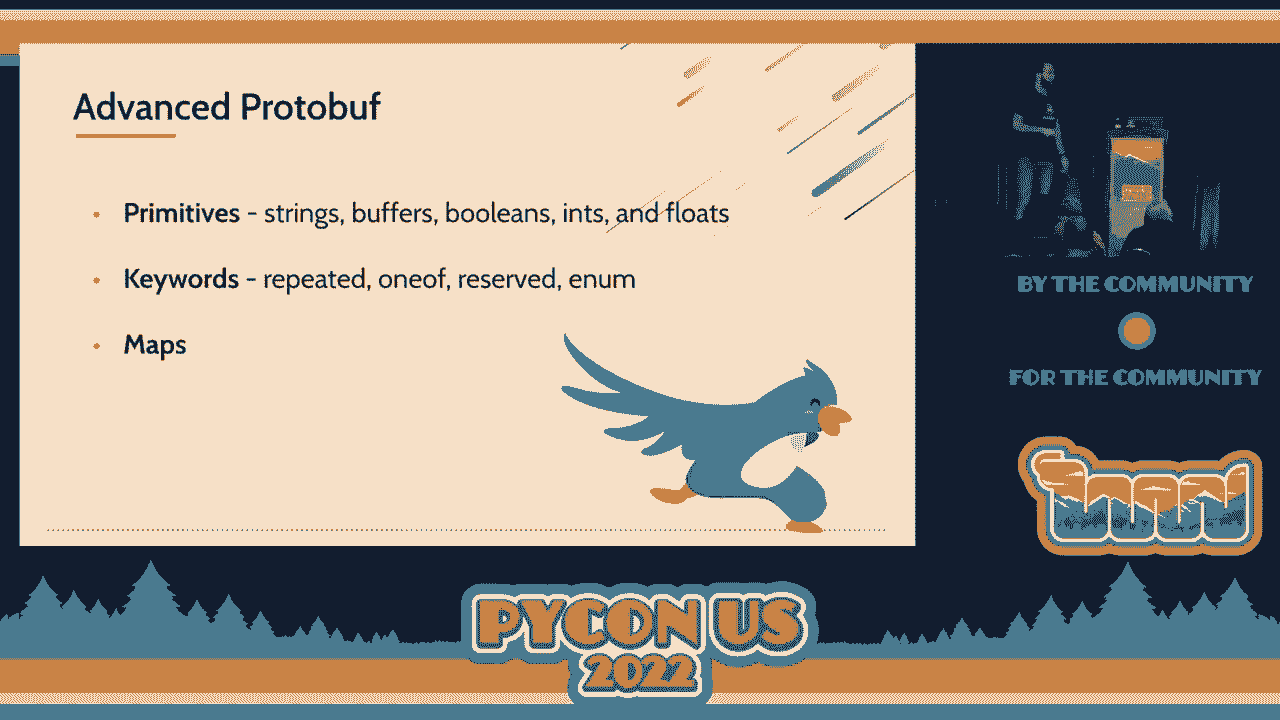 Advanced Protobuf
• Primitives - strings, buffers, booleans, ints, and floats
• Keywords - repeated, oneof, reserved, enum
• Maps
BY THE COMMUNITY
FOR THE COMMUNITY
PYCON US
2022